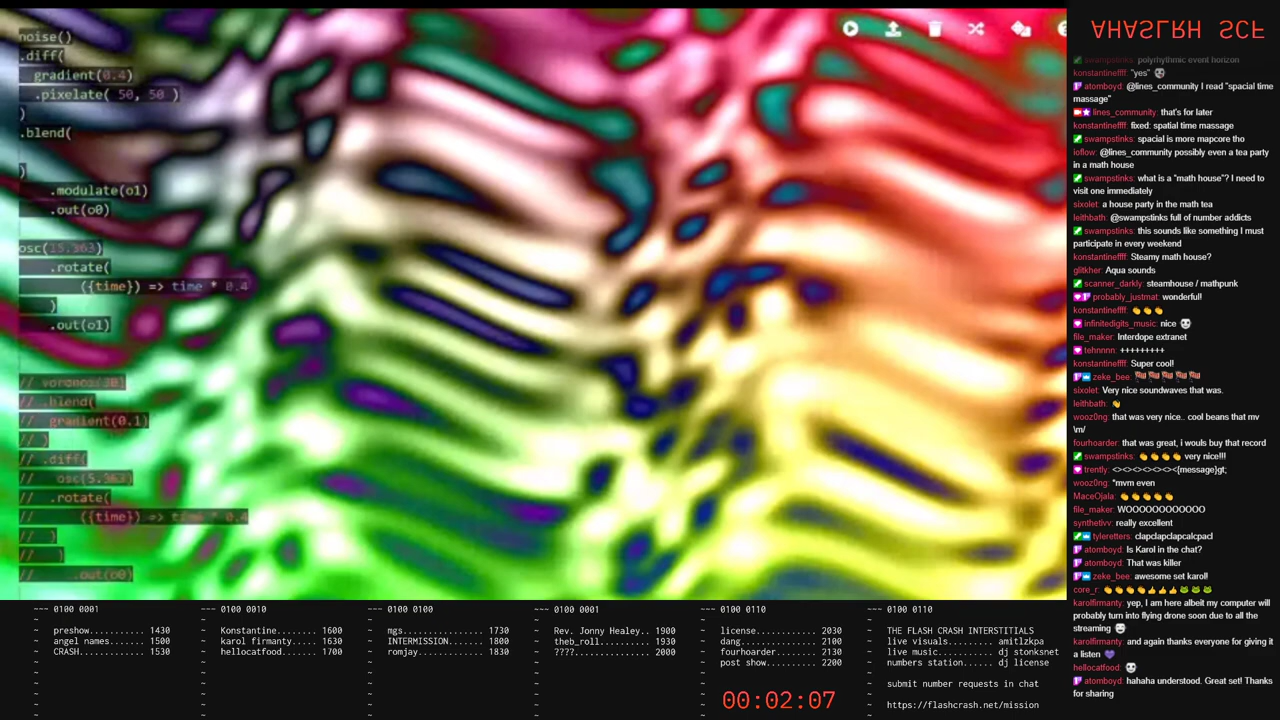 noise()
.diff(
gradient(0.4)
.pixelate( 50, 50 )
)
.blend(
)
.modulate(o1)
.out(o0)
osc(15.363)
.rotate(
({time}) => time * 0.4
)
.out(o1)
// voronoi(30)
// .blend(
// gradient(0.1)
// )
// .diff(
// osc(5.363)
// .rotate(
// ({time}) => time * 0.4
// )
// )
// .out(o0)
swampstinks: polyrhythmic event horizon
konstantineffff: "yes" 💀
atomboyd: @lines_community I read "spacial time
massage"
lines_community: that's for later
konstantineffff: fixed: spatial time massage
swampstinks: spacial is more mapcore tho
ioflow: @lines_community possibly even a tea party
in a math house
swampstinks: what is a "math house"? I need to
visit one immediately
sixolet: a house party in the math tea
leithbath: @swampstinks full of number addicts
swampstinks: this sounds like something I must
participate in every weekend
konstantineffff: Steamy math house?
glitkher: Aqua sounds
scanner_darkly: steamhouse / mathpunk
probably_justmat: wonderful!
konstantineffff: 👏👏👏
infinitedigits_music: nice 💀
file_maker: Interdope extranet
tehnnnn: +++++++++
konstantineffff: Super cool!
zeke_bee:
sixolet: Very nice soundwaves that was.
leithbath: 👏
wooz0ng: that was very nice.. cool beans that mv
\m/
fourhoarder: that was great, i wouls buy that record
swampstinks: 👏👏👏👏 very nice!!!
trently: <><><><><><{message}gt;
wooz0ng: *mvm even
MaceOjala: 👏👏👏👏👏
file_maker: WOOOOOOOOOOOO
synthetivv: really excellent
tyleretters: clapclapclapcalpacl
atomboyd: Is Karol in the chat?
atomboyd: That was killer
zeke_bee: awesome set karol!
core_r: 👏👏👏👏👍👍👍🐸🐸🐸
karolfirmanty: yep, I am here albeit my computer will
probably turn into flying drone soon due to all the
streaming 💀
karolfirmanty: and again thanks everyone for giving it
a listen 💜
hellocatfood: 💀
atomboyd: hahaha understood. Great set! Thanks
for sharing
~~~ 0100 0001
preshow........... 1430
angel names....... 1500
CRASH............. 1530
~~~ 0100 0010
Konstantine....... 1600
karol firmanty.... 1630
hellocatfood...... 1700
~~~ 0100 0100
mgs............... 1730
INTERMISSION...... 1800
romjay............ 1830
~~~ 0100 0001
Rev. Jonny Healey.. 1900
theb_roll.......... 1930
????............... 2000
~~~ 0100 0110
license........... 2030
dang.............. 2100
fourhoarder....... 2130
post show......... 2200
00:02:07
~~~ 0100 0110
THE FLASH CRASH INTERSTITIALS
live visuals...... amitlzkpa
live music........ dj stonksnet
numbers station... dj license
submit number requests in chat
https://flashcrash.net/mission